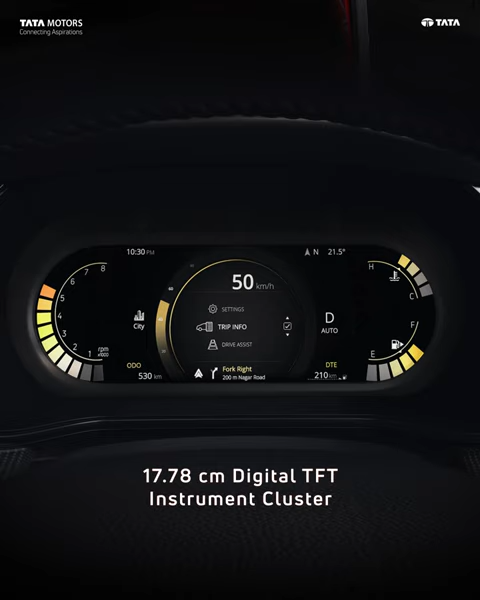 TATA MOTORS
Connecting Aspirations
TATA
10:30 PM
N 21.5°
8
7
6
5
4
3
2
1
rpm
x1000
50 km/h
60
SETTINGS
TRIP INFO
DRIVE ASSIST
City
D
AUTO
H
C
F
E
ODO
530 km
Fork Right
200 m Nagar Road
DTE
210 km
17.78 cm Digital TFT
Instrument Cluster